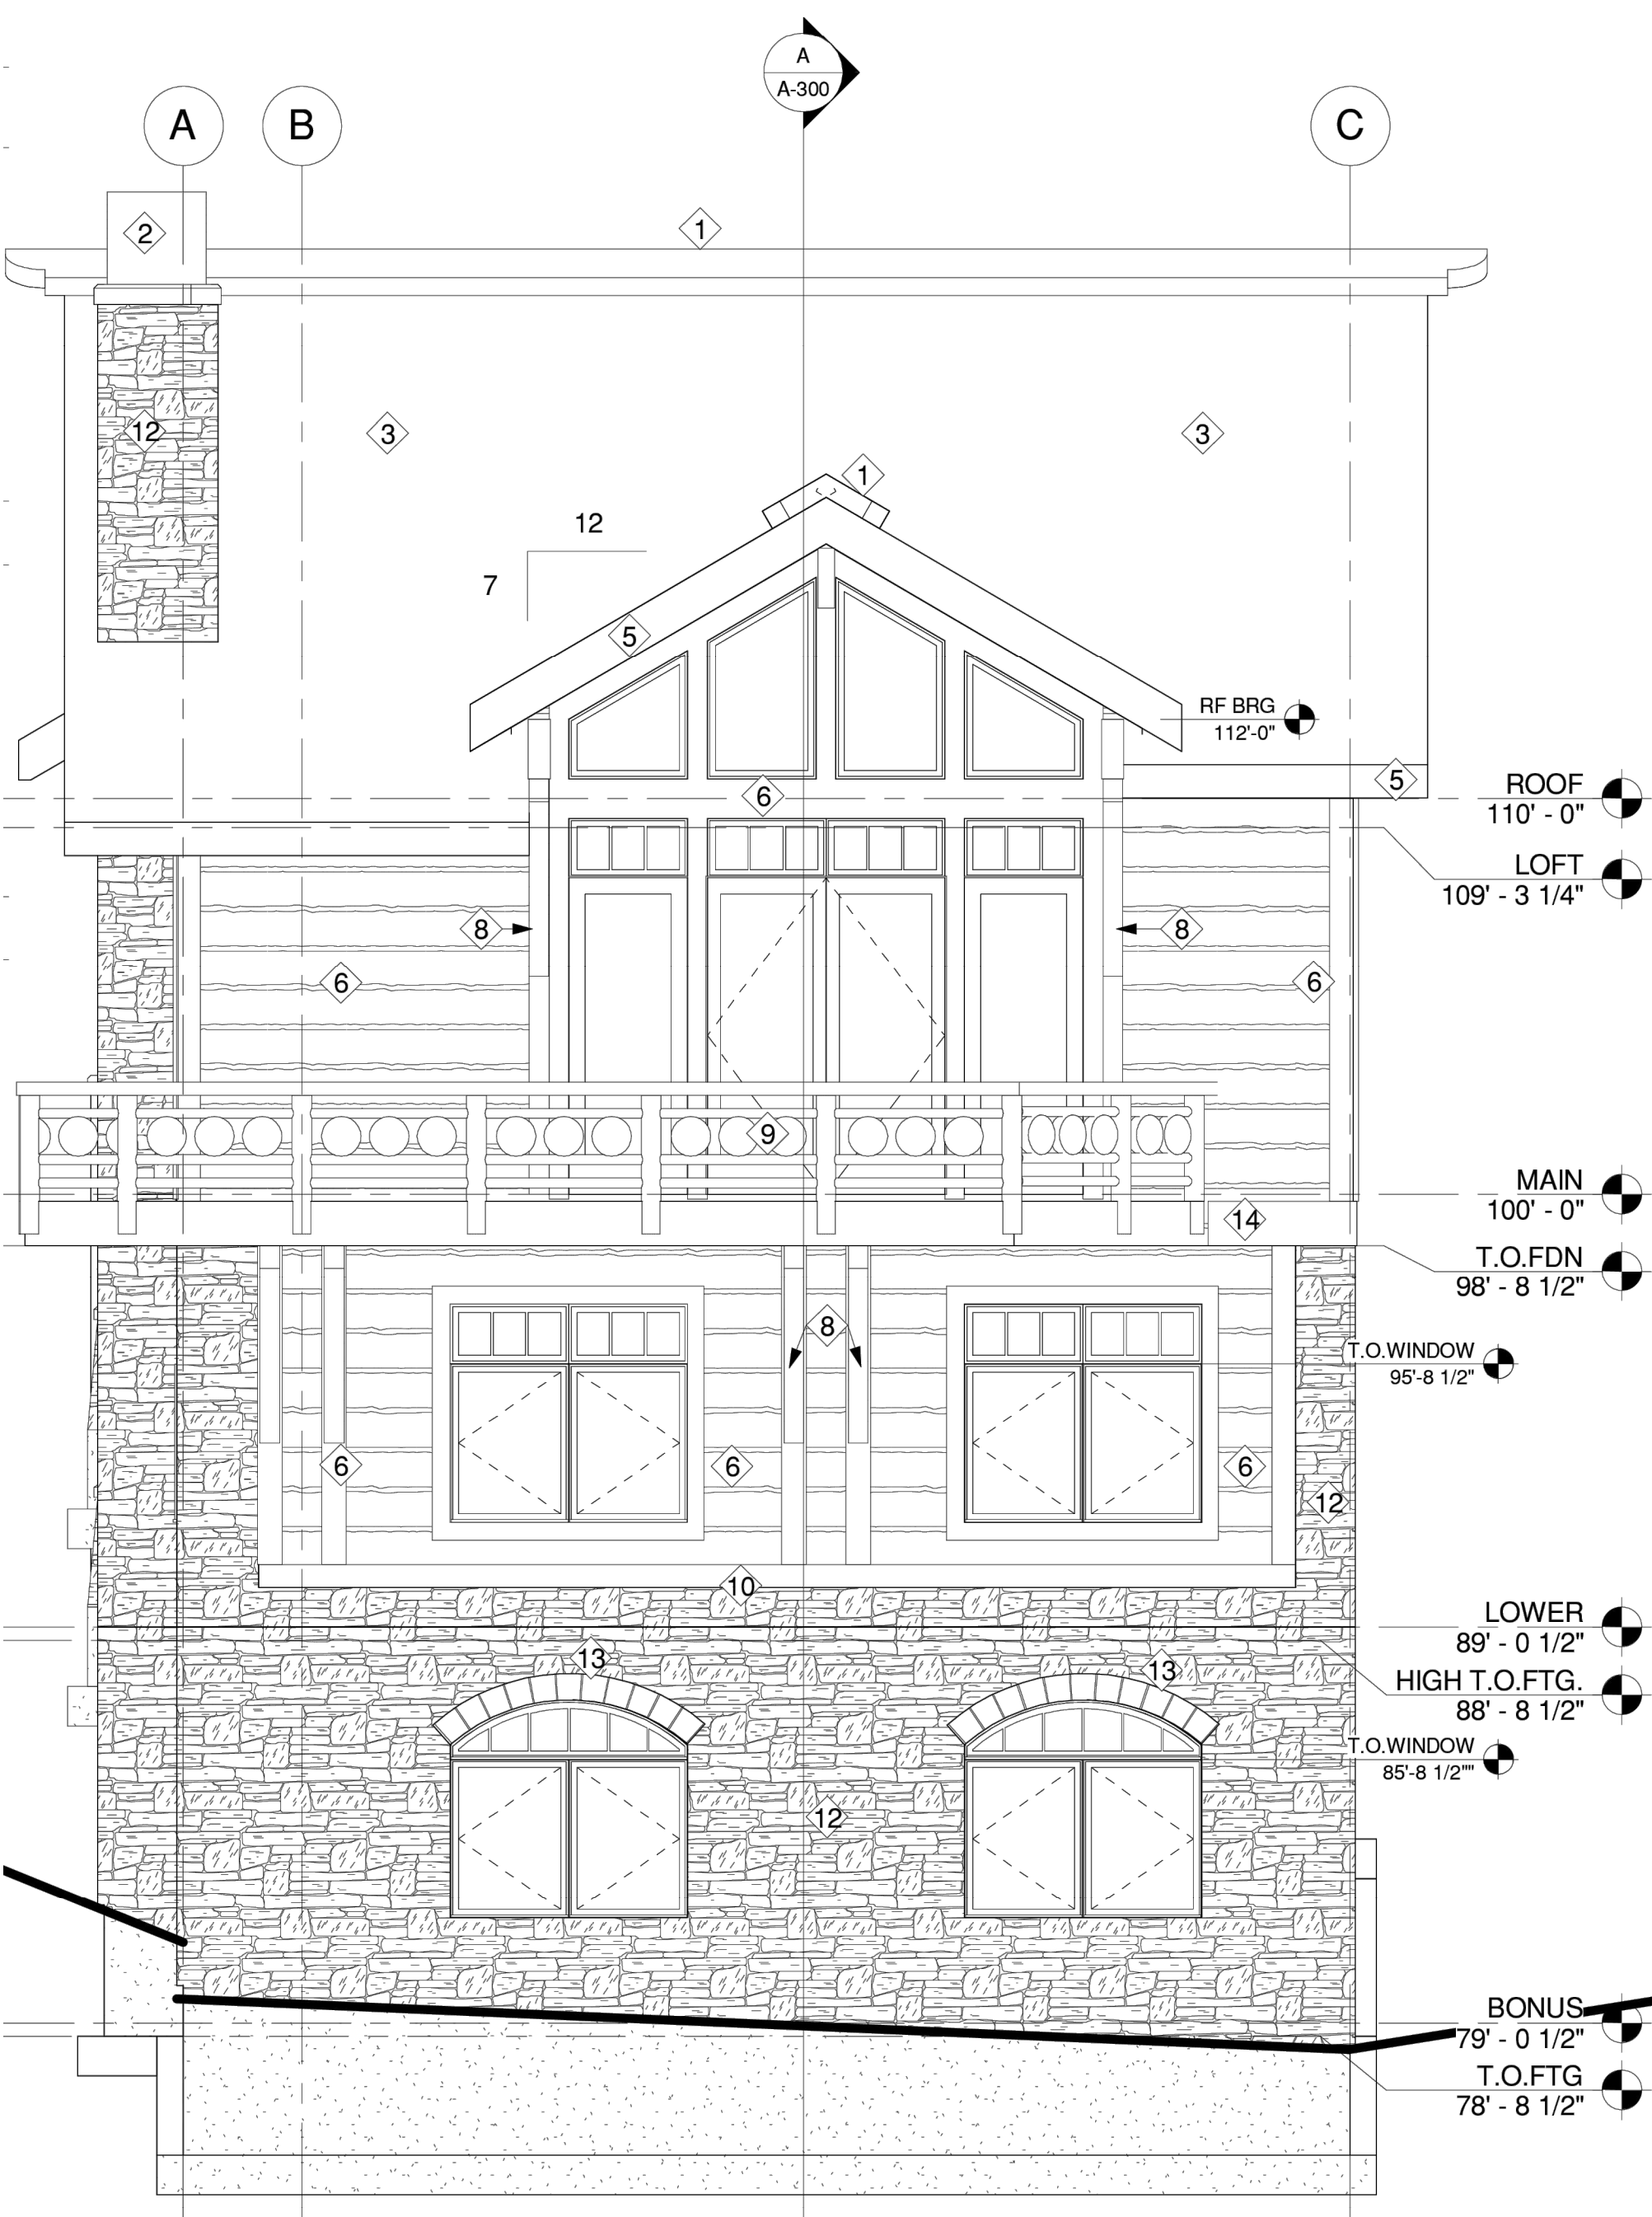 A
A-300
A
B
C
2
1
12
3
3
1
12
7
5
RF BRG
112'-0"
5
ROOF
110' - 0"
6
LOFT
109' - 3 1/4"
8
8
6
6
9
MAIN
100' - 0"
14
T.O.FDN
98' - 8 1/2"
8
T.O.WINDOW
95'-8 1/2"
6
6
6
12
10
LOWER
89' - 0 1/2"
13
13
HIGH T.O.FTG.
88' - 8 1/2"
T.O.WINDOW
85'-8 1/2""
12
BONUS
79' - 0 1/2"
T.O.FTG
78' - 8 1/2"